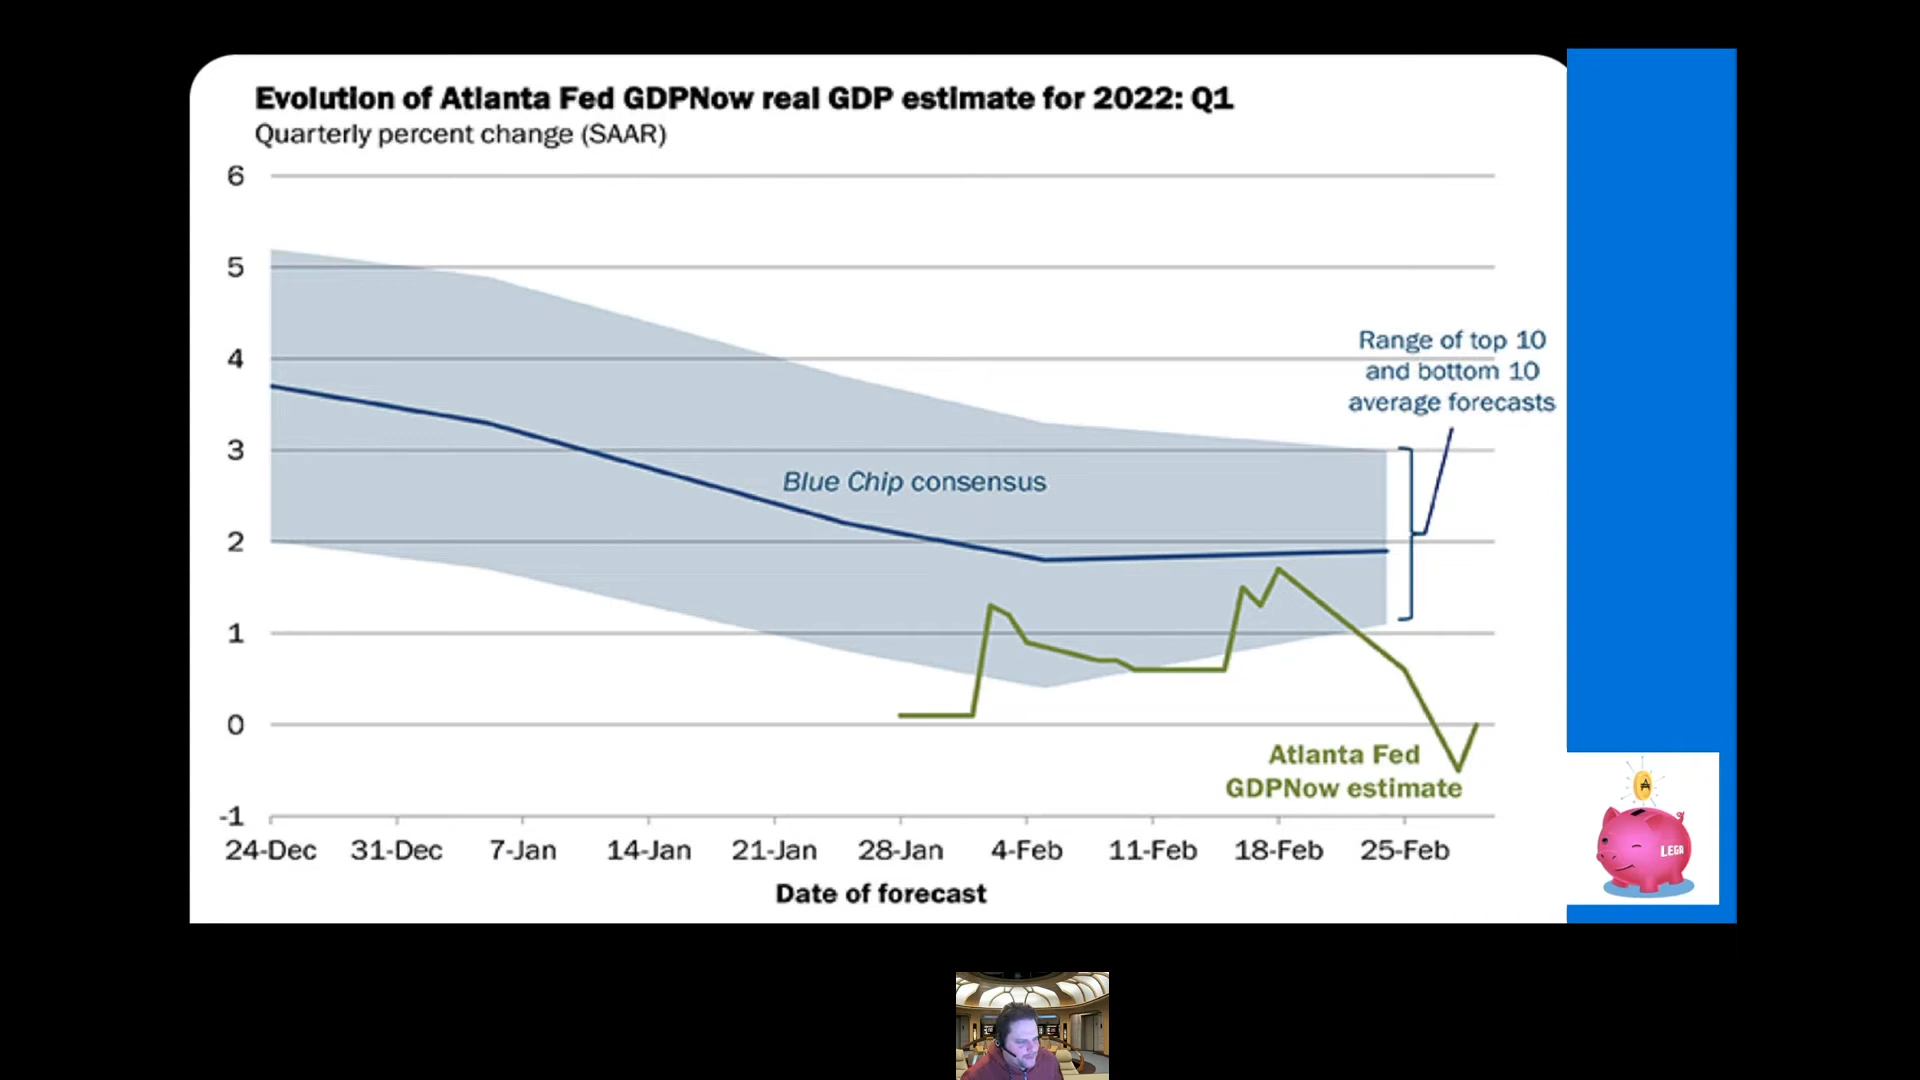 Evolution of Atlanta Fed GDPNow real GDP estimate for 2022: Q1
Quarterly percent change (SAAR)
6
5
4
3
2
1
0
-1
Range of top 10
and bottom 10
average forecasts
Blue Chip consensus
Atlanta Fed
GDPNow estimate
24-Dec 31-Dec 7-Jan 14-Jan 21-Jan 28-Jan 4-Feb 11-Feb 18-Feb 25-Feb
Date of forecast
LEGA